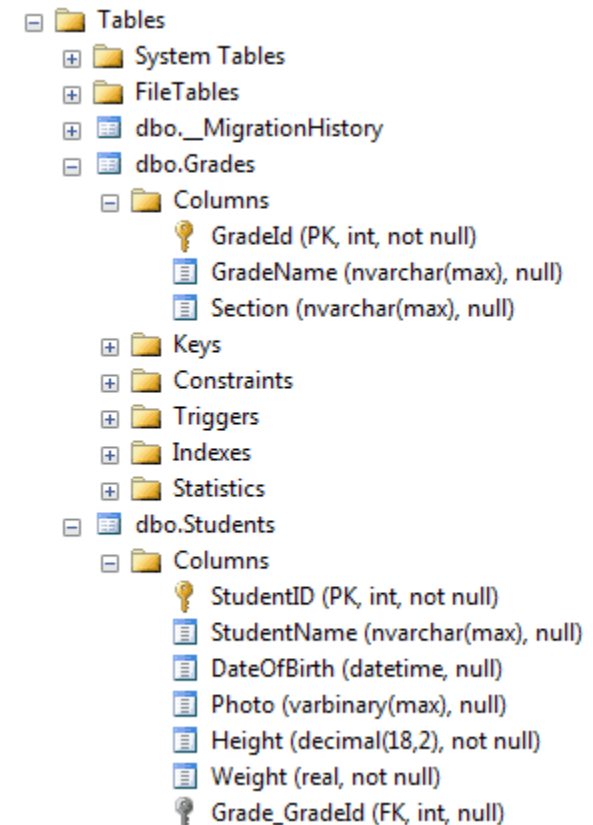 Tables
System Tables
FileTables
dbo.__MigrationHistory
dbo.Grades
Columns
GradeId (PK, int, not null)
GradeName (nvarchar(max), null)
Section (nvarchar(max), null)
Keys
Constraints
Triggers
Indexes
Statistics
dbo.Students
Columns
StudentID (PK, int, not null)
StudentName (nvarchar(max), null)
DateOfBirth (datetime, null)
Photo (varbinary(max), null)
Height (decimal(18,2), not null)
Weight (real, not null)
Grade_GradeId (FK, int, null)